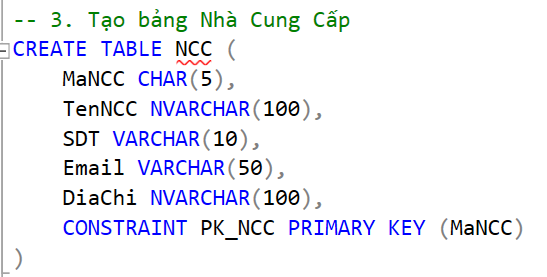 -- 3. Tạo bảng Nhà Cung Cấp
CREATE TABLE NCC (
    MaNCC CHAR(5),
    TenNCC NVARCHAR(100),
    SDT VARCHAR(10),
    Email VARCHAR(50),
    DiaChi NVARCHAR(100),
    CONSTRAINT PK_NCC PRIMARY KEY (MaNCC)
)